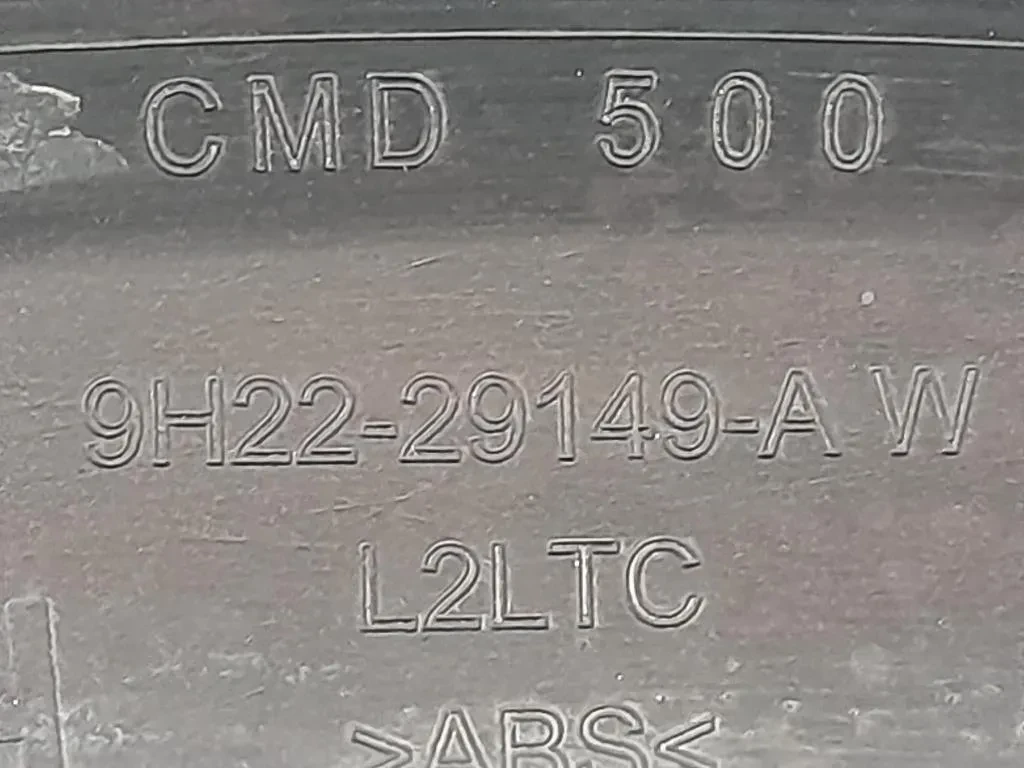 CMD 500
9H22-29149-A W
L2LTC
>ABS<